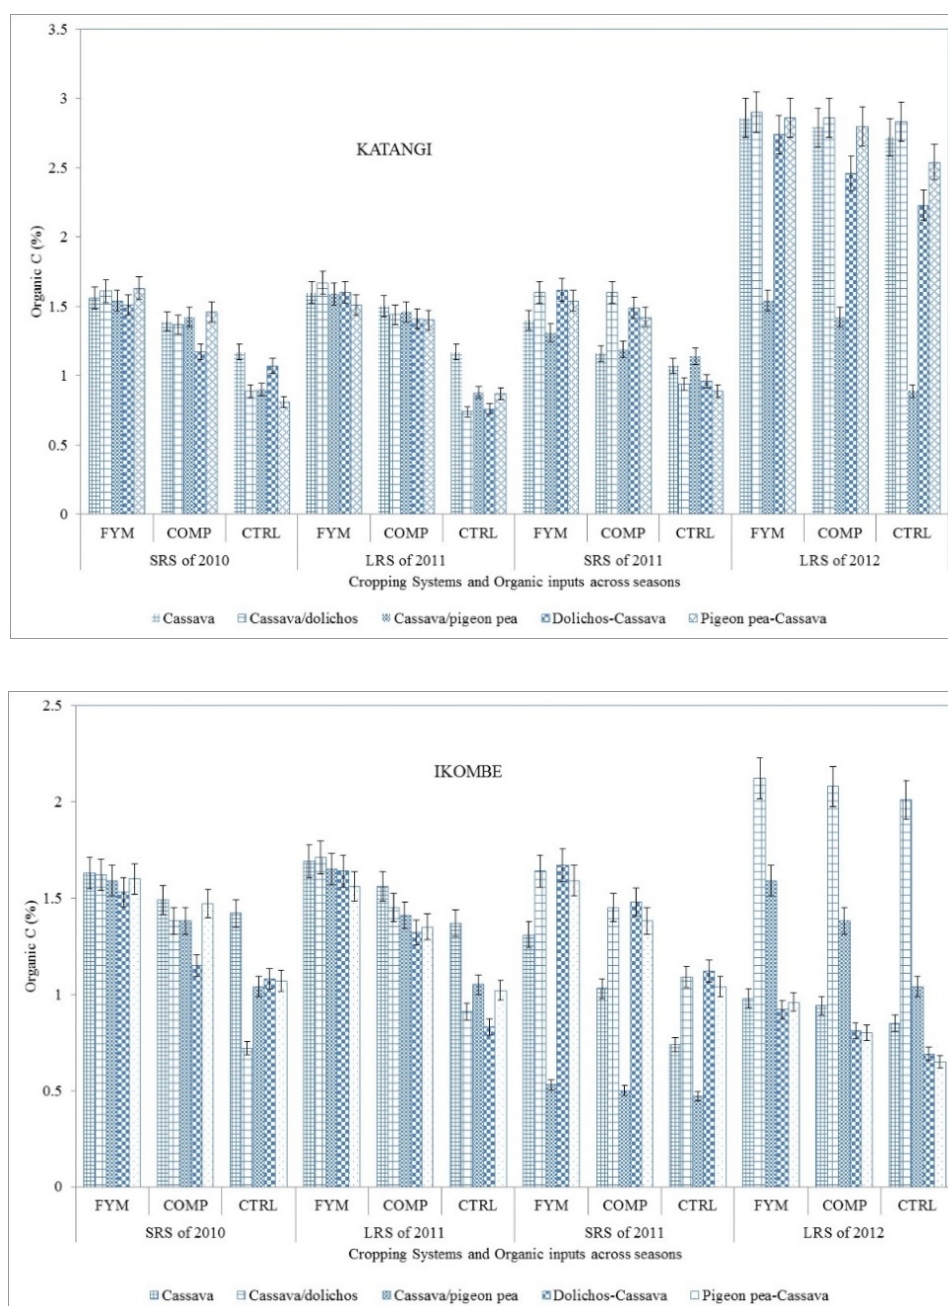 3.5
3
2.5
2
1.5
1
0.5
0
Organic C (%)
KATANGI
FYM COMP CTRL FYM COMP CTRL FYM COMP CTRL FYM COMP CTRL
SRS of 2010 LRS of 2011 SRS of 2011 LRS of 2012
Cropping Systems and Organic inputs across seasons
Cassava Cassava/dolichos Cassava/pigeon pea Dolichos-Cassava Pigeon pea-Cassava
2.5
2
1.5
1
0.5
0
Organic C (%)
IKOMBE
FYM COMP CTRL FYM COMP CTRL FYM COMP CTRL FYM COMP CTRL
SRS of 2010 LRS of 2011 SRS of 2011 LRS of 2012
Cropping Systems and Organic inputs across seasons
Cassava Cassava/dolichos Cassava/pigeon pea Dolichos-Cassava Pigeon pea-Cassava